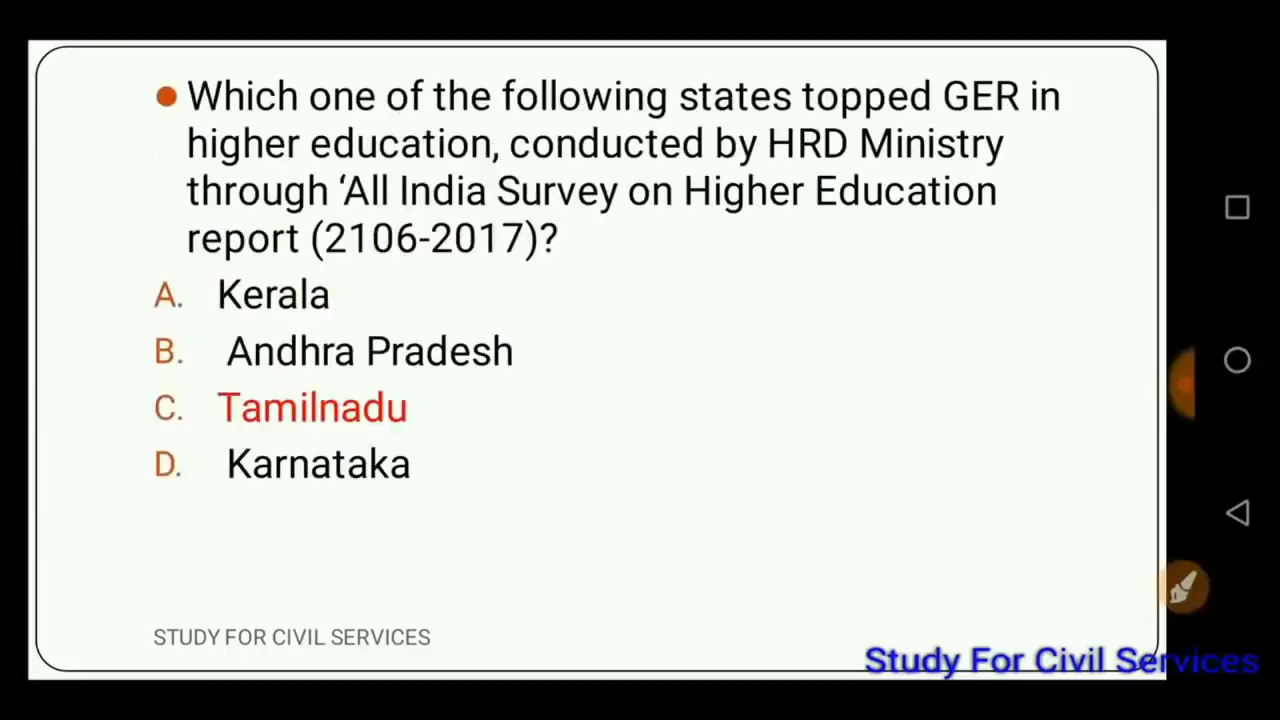 Which one of the following states topped GER in
higher education, conducted by HRD Ministry
through ‘All India Survey on Higher Education
report (2106-2017)?
A. Kerala
B. Andhra Pradesh
C. Tamilnadu
D. Karnataka
STUDY FOR CIVIL SERVICES
Study For Civil Services